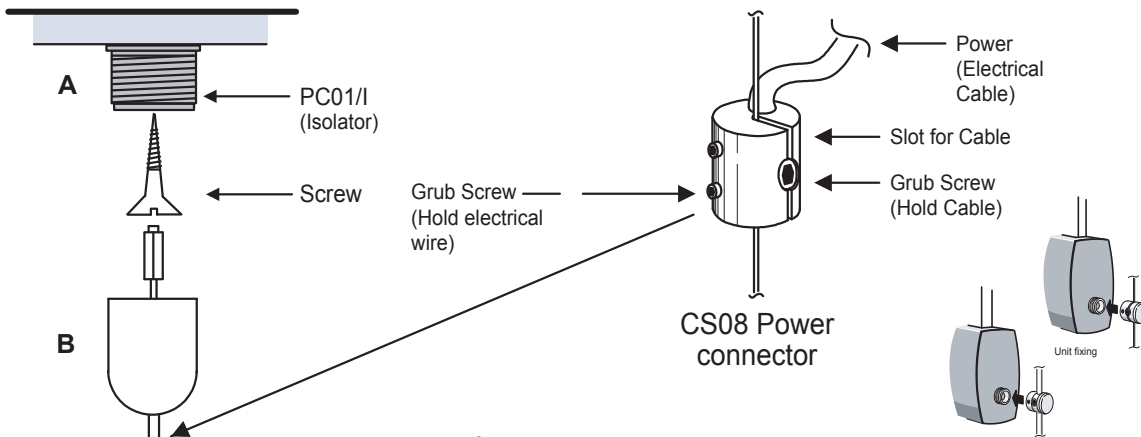 A
PC01/I
(Isolator)
Screw
B
Power
(Electrical
Cable)
Slot for Cable
Grub Screw
(Hold Cable)
Grub Screw
(Hold electrical
wire)
CS08 Power
connector
Unit fixing